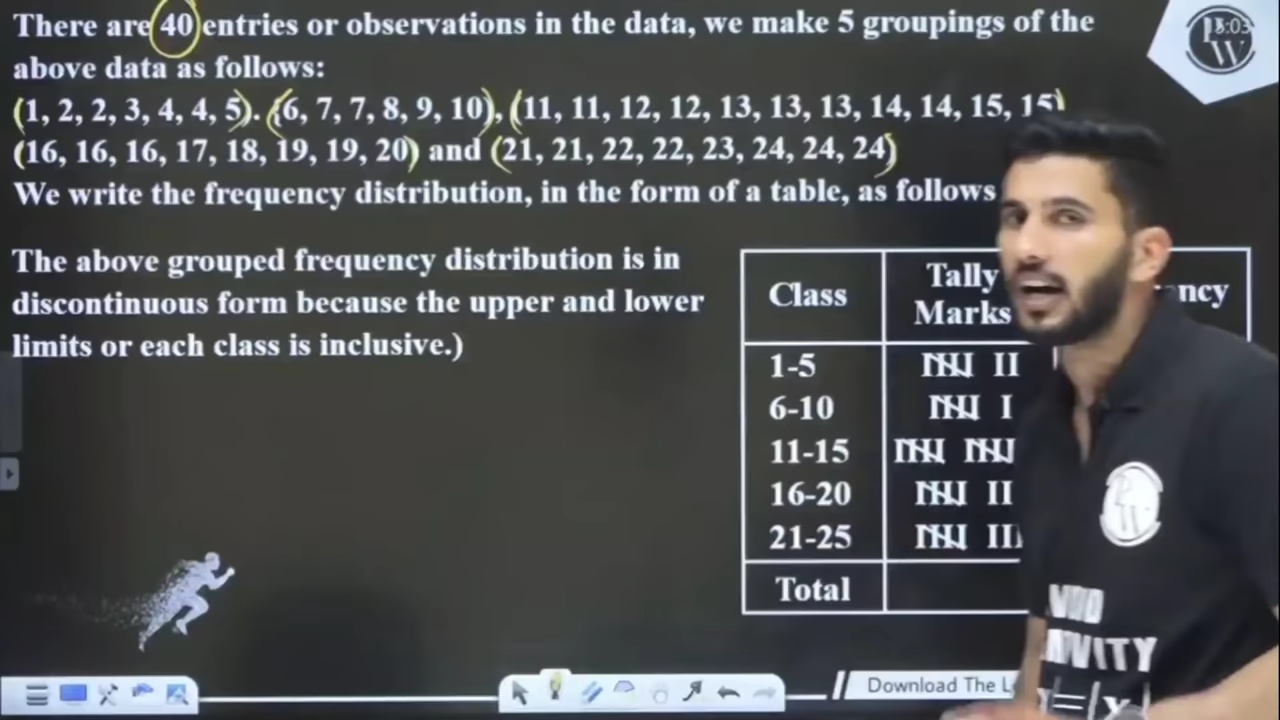 There are 40 entries or observations in the data, we make 5 groupings of the
above data as follows:
(1, 2, 2, 3, 4, 4, 5). (6, 7, 7, 8, 9, 10), (11, 11, 12, 12, 13, 13, 13, 14, 14, 15, 15)
(16, 16, 16, 17, 18, 19, 19, 20) and (21, 21, 22, 22, 23, 24, 24, 24)
We write the frequency distribution, in the form of a table, as follows
The above grouped frequency distribution is in
discontinuous form because the upper and lower
limits or each class is inclusive.)
Class Tally
Marks
1-5
6-10
11-15
16-20
21-25
Total
Download The
PW